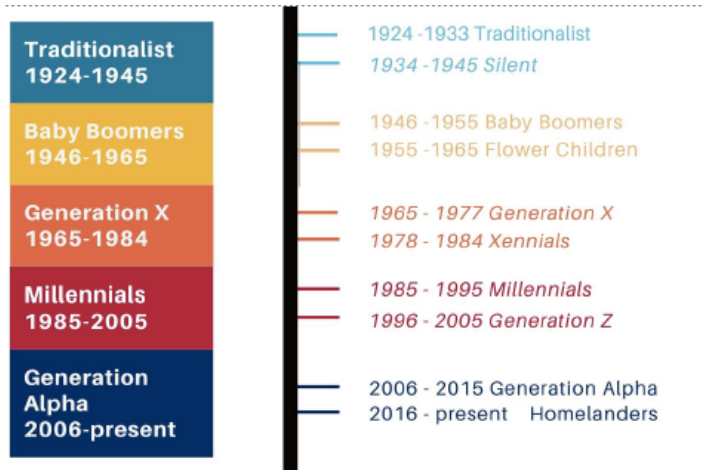 Traditionalist
1924-1945
Baby Boomers
1946-1965
Generation X
1965-1984
Millennials
1985-2005
Generation
Alpha
2006-present
1924 -1933 Traditionalist
1934 -1945 Silent
1946 -1955 Baby Boomers
1955 -1965 Flower Children
1965 - 1977 Generation X
1978 - 1984 Xennials
1985 - 1995 Millennials
1996 - 2005 Generation Z
2006 - 2015 Generation Alpha
2016 - present Homelanders